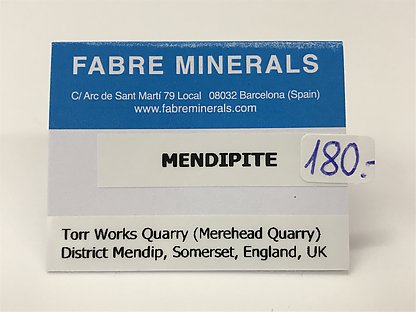 FABRE MINERALS
C/ Arc de Sant Martí 79 Local 08032 Barcelona (Spain)
www.fabreminerals.com
MENDIPITE 180.-
Torr Works Quarry (Merehead Quarry)
District Mendip, Somerset, England, UK